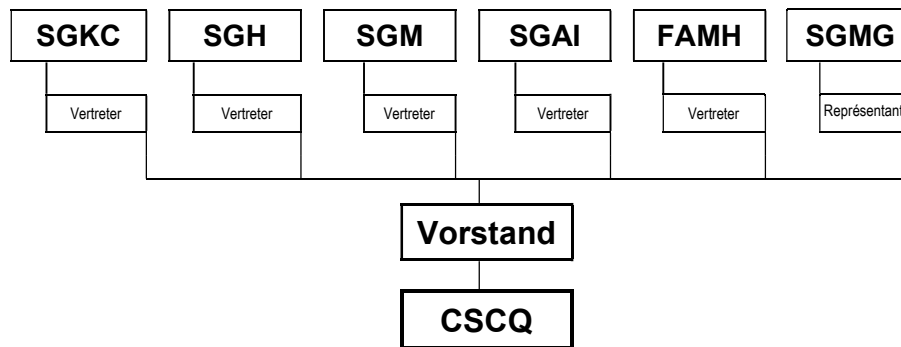 SGKC SGH SGM SGAI FAMH SGMG
Vertreter Vertreter Vertreter Vertreter Vertreter Représentant
Vorstand
CSCQ